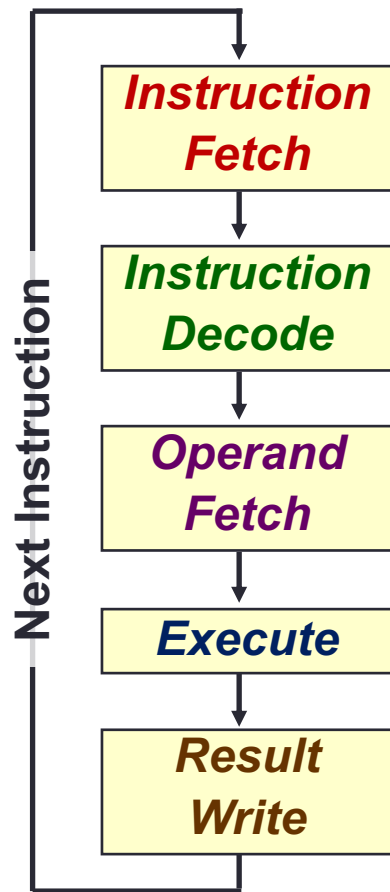 Instruction
Fetch
Instruction
Decode
Operand
Fetch
Execute
Result
Write
Next Instruction